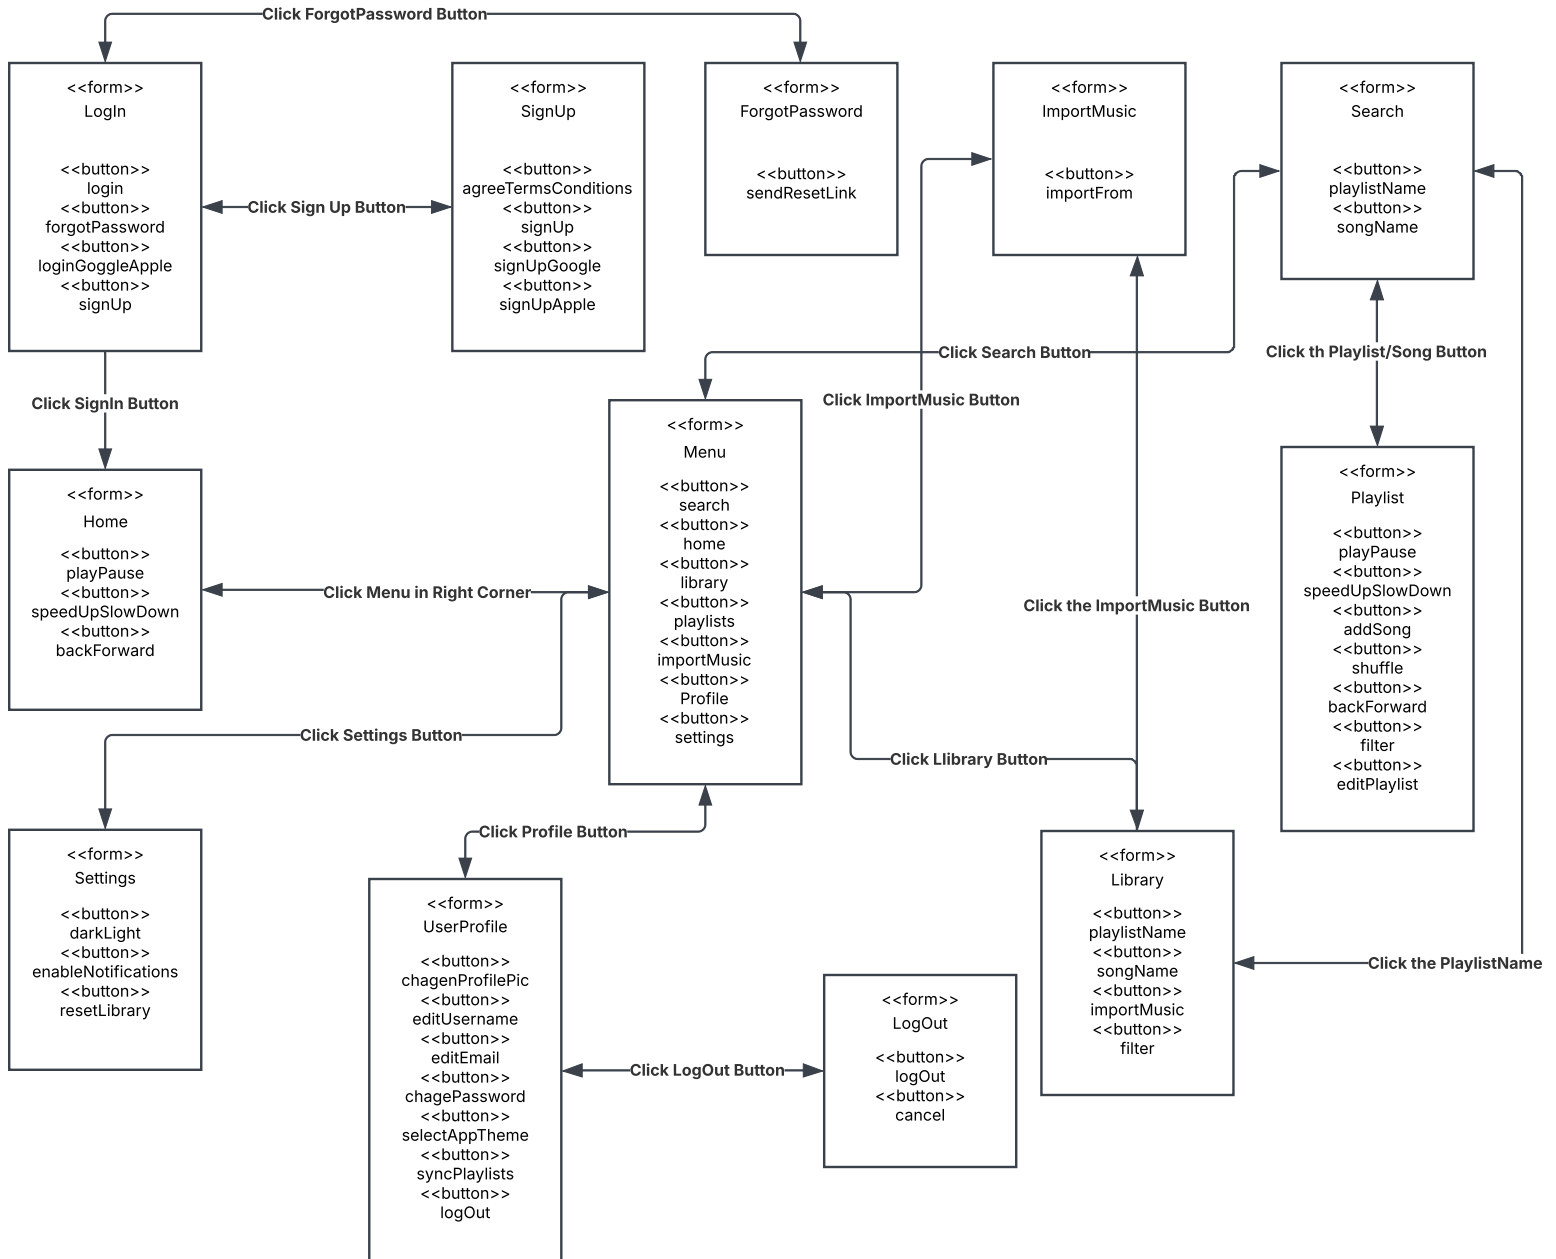 Click ForgotPassword Button
<<form>>
LogIn
<<button>>
login
<<button>>
forgotPassword
<<button>>
loginGoggleApple
<<button>>
signUp
Click Sign Up Button
<<form>>
SignUp
<<button>>
agreeTermsConditions
<<button>>
signUp
<<button>>
signUpGoogle
<<button>>
signUpApple
<<form>>
ForgotPassword
<<button>>
sendResetLink
<<form>>
ImportMusic
<<button>>
importFrom
<<form>>
Search
<<button>>
playlistName
<<button>>
songName
Click Search Button
Click th Playlist/Song Button
Click SignIn Button
Click ImportMusic Button
<<form>>
Home
<<button>>
playPause
<<button>>
speedUpSlowDown
<<button>>
backForward
Click Menu in Right Corner
<<form>>
Menu
<<button>>
search
<<button>>
home
<<button>>
library
<<button>>
playlists
<<button>>
importMusic
<<button>>
Profile
<<button>>
settings
Click the ImportMusic Button
<<form>>
Playlist
<<button>>
playPause
<<button>>
speedUpSlowDown
<<button>>
addSong
<<button>>
shuffle
<<button>>
backForward
<<button>>
filter
<<button>>
editPlaylist
Click Settings Button
Click Llibrary Button
Click Profile Button
<<form>>
Settings
<<button>>
darkLight
<<button>>
enableNotifications
<<button>>
resetLibrary
<<form>>
UserProfile
<<button>>
chagenProfilePic
<<button>>
editUsername
<<button>>
editEmail
<<button>>
chagePassword
<<button>>
selectAppTheme
<<button>>
syncPlaylists
<<button>>
logOut
Click LogOut Button
<<form>>
LogOut
<<button>>
logOut
<<button>>
cancel
<<form>>
Library
<<button>>
playlistName
<<button>>
songName
<<button>>
importMusic
<<button>>
filter
Click the PlaylistName